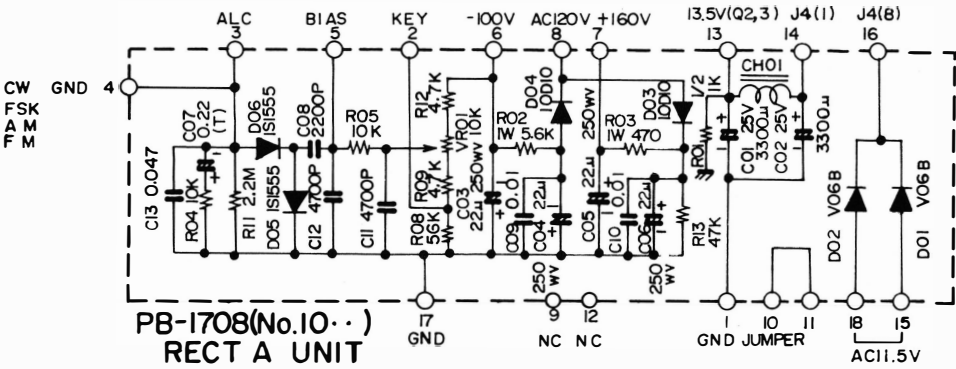 ALC BIAS KEY -100V AC120V +160V 13.5V(Q2,3) J4(1) J4(8)
3 5 2 6 8 7 13 14 16
CW GND 4
FSK
A M
F M
C07
0.22
(T)
D06
1S1555
C08
2200P
R05
10K
R12
4.7K
VR01
10K
R02
1W 5.6K
D04
10D10
250WV
R03
1W 470
D03
10D10
1/2
1K
R01
CH01
C01 25V
3300μ
C02 25V
3300μ
C13 0.047
R04 10K
R11 2.2M
D05 1S1555
C12 4700P
C11 4700P
R09
4.7K
R08
56K
C03
22μ 250WV
C09 0.01
C04 22μ
250
WV
C05 22μ
C10 0.01
C06 22μ
250
WV
R13
47K
D02 V06B
D01 V06B
17
GND
9 12
NC NC
1 10 11
GND JUMPER
18 15
AC11.5V
PB-1708(No.10··)
RECT A UNIT